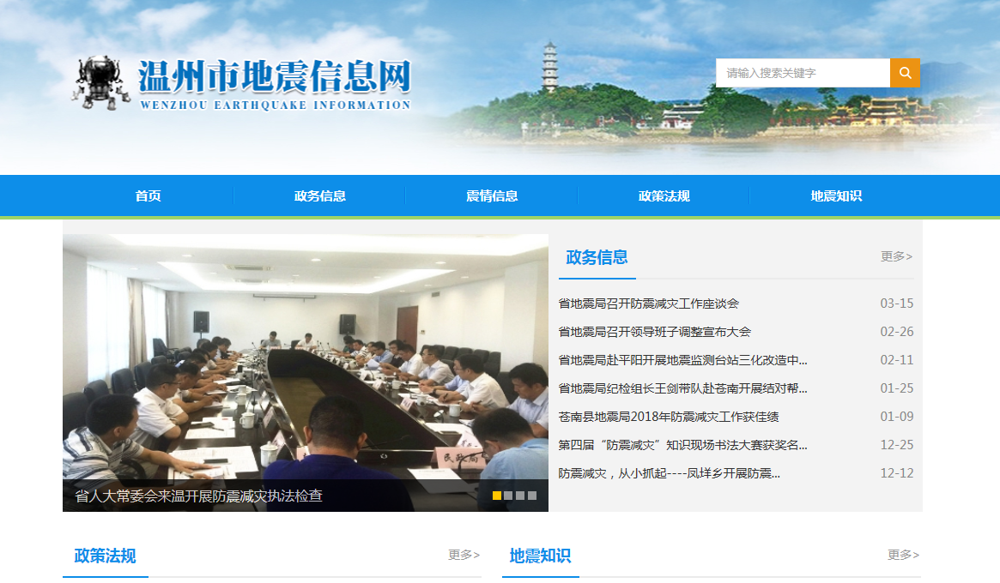 温州市地震信息网
WENZHOU EARTHQUAKE INFORMATION
请输入搜索关键字
首页
政务信息
震情信息
政策法规
地震知识
民政局
省人大常委会来温开展防震减灾执法检查
政务信息
更多>
省地震局召开防震减灾工作座谈会 03-15
省地震局召开领导班子调整宣布大会 02-26
省地震局赴平阳开展地震监测台站三化改造中... 02-11
省地震局纪检组长王剑带队赴苍南开展结对帮... 01-25
苍南县地震局2018年防震减灾工作获佳绩 01-09
第四届“防震减灾”知识现场书法大赛获奖名... 12-25
防震减灾，从小抓起----凤垟乡开展防震... 12-12
政策法规
更多>
地震知识
更多>